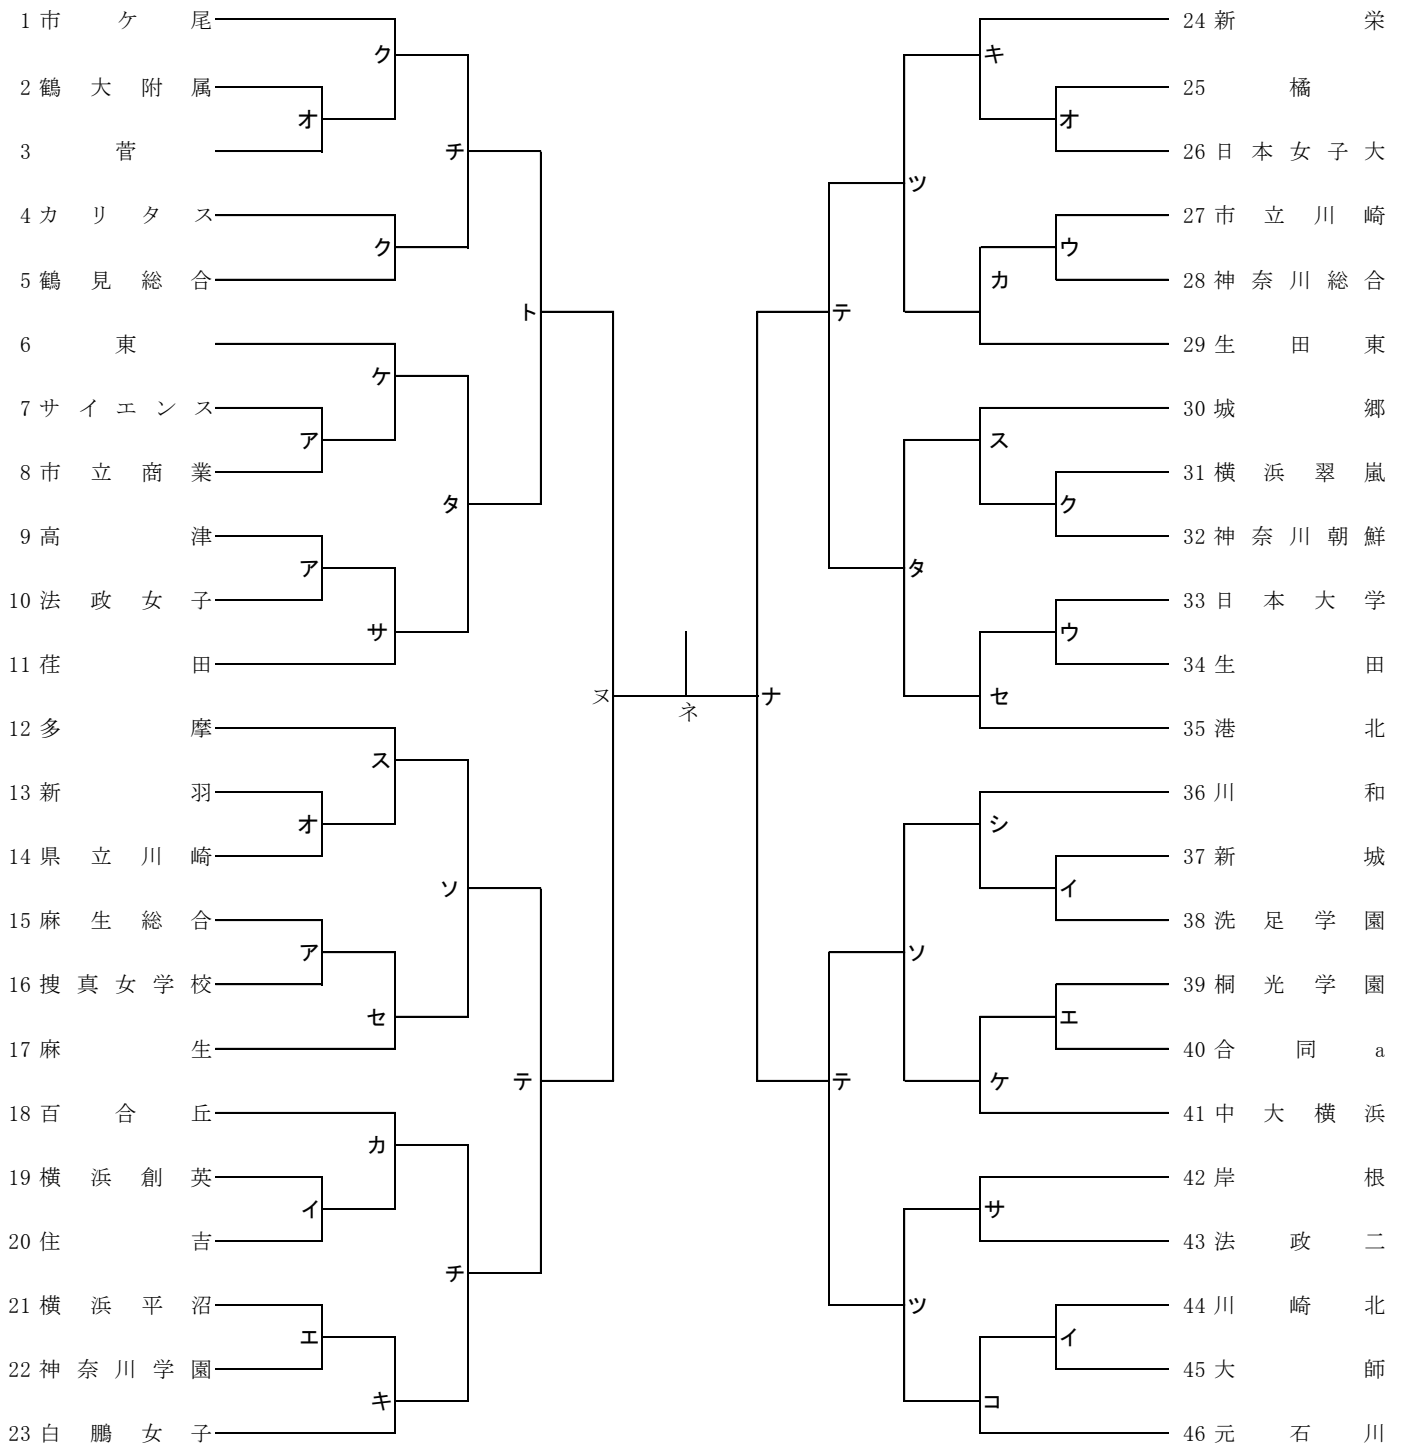 1 市ケ尾
ク
2 鶴大附属
オ
3 菅
チ
4 カリタス
ク
5 鶴見総合
ト
6 東
ケ
7 サイエンス
ア
8 市立商業
タ
9 高津
ア
10 法政女子
サ
11 荏田
ヌ
12 多摩
ス
13 新羽
オ
14 県立川崎
ソ
15 麻生総合
ア
16 捜真女学校
セ
17 麻生
テ
18 百合丘
カ
19 横浜創英
イ
20 住吉
チ
21 横浜平沼
エ
22 神奈川学園
キ
23 白鵬女子
ネ
24 新栄
キ
25 橘
オ
26 日本女子大
ツ
27 市立川崎
ウ
28 神奈川総合
カ
テ
29 生田東
30 城郷
ス
31 横浜翠嵐
ク
32 神奈川朝鮮
タ
33 日本大学
ウ
34 生田
セ
ナ
35 港北
36 川和
シ
37 新城
イ
38 洗足学園
ソ
39 桐光学園
エ
40 合同a
ケ
テ
41 中大横浜
42 岸根
サ
43 法政二
ツ
44 川崎北
イ
45 大師
コ
46 元石川